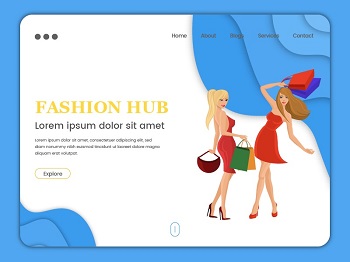 Home About Blogs Services Contact
FASHION HUB
Lorem ipsum dolor sit amet
Lorem ipsum dolor sit amet, consectetuer
adipiscing elit, sed diam nonummy nibh euismod
tincidunt ut laoreet dolore magna aliquam
erat volutpat.
Explore